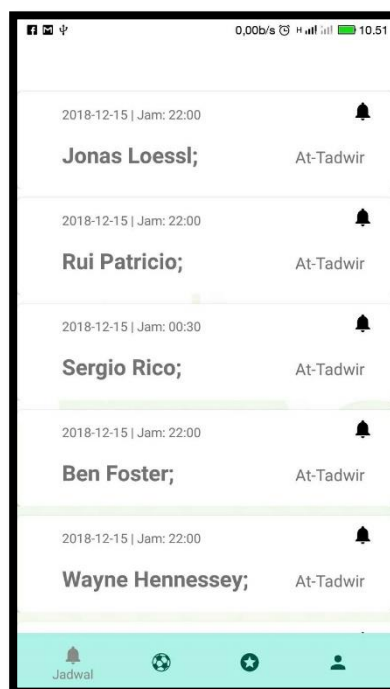 0,00b/s H 10.51
2018-12-15 | Jam: 22:00
Jonas Loessl; At-Tadwir
2018-12-15 | Jam: 22:00
Rui Patricio; At-Tadwir
2018-12-15 | Jam: 00:30
Sergio Rico; At-Tadwir
2018-12-15 | Jam: 22:00
Ben Foster; At-Tadwir
2018-12-15 | Jam: 22:00
Wayne Hennessey; At-Tadwir
Jadwal